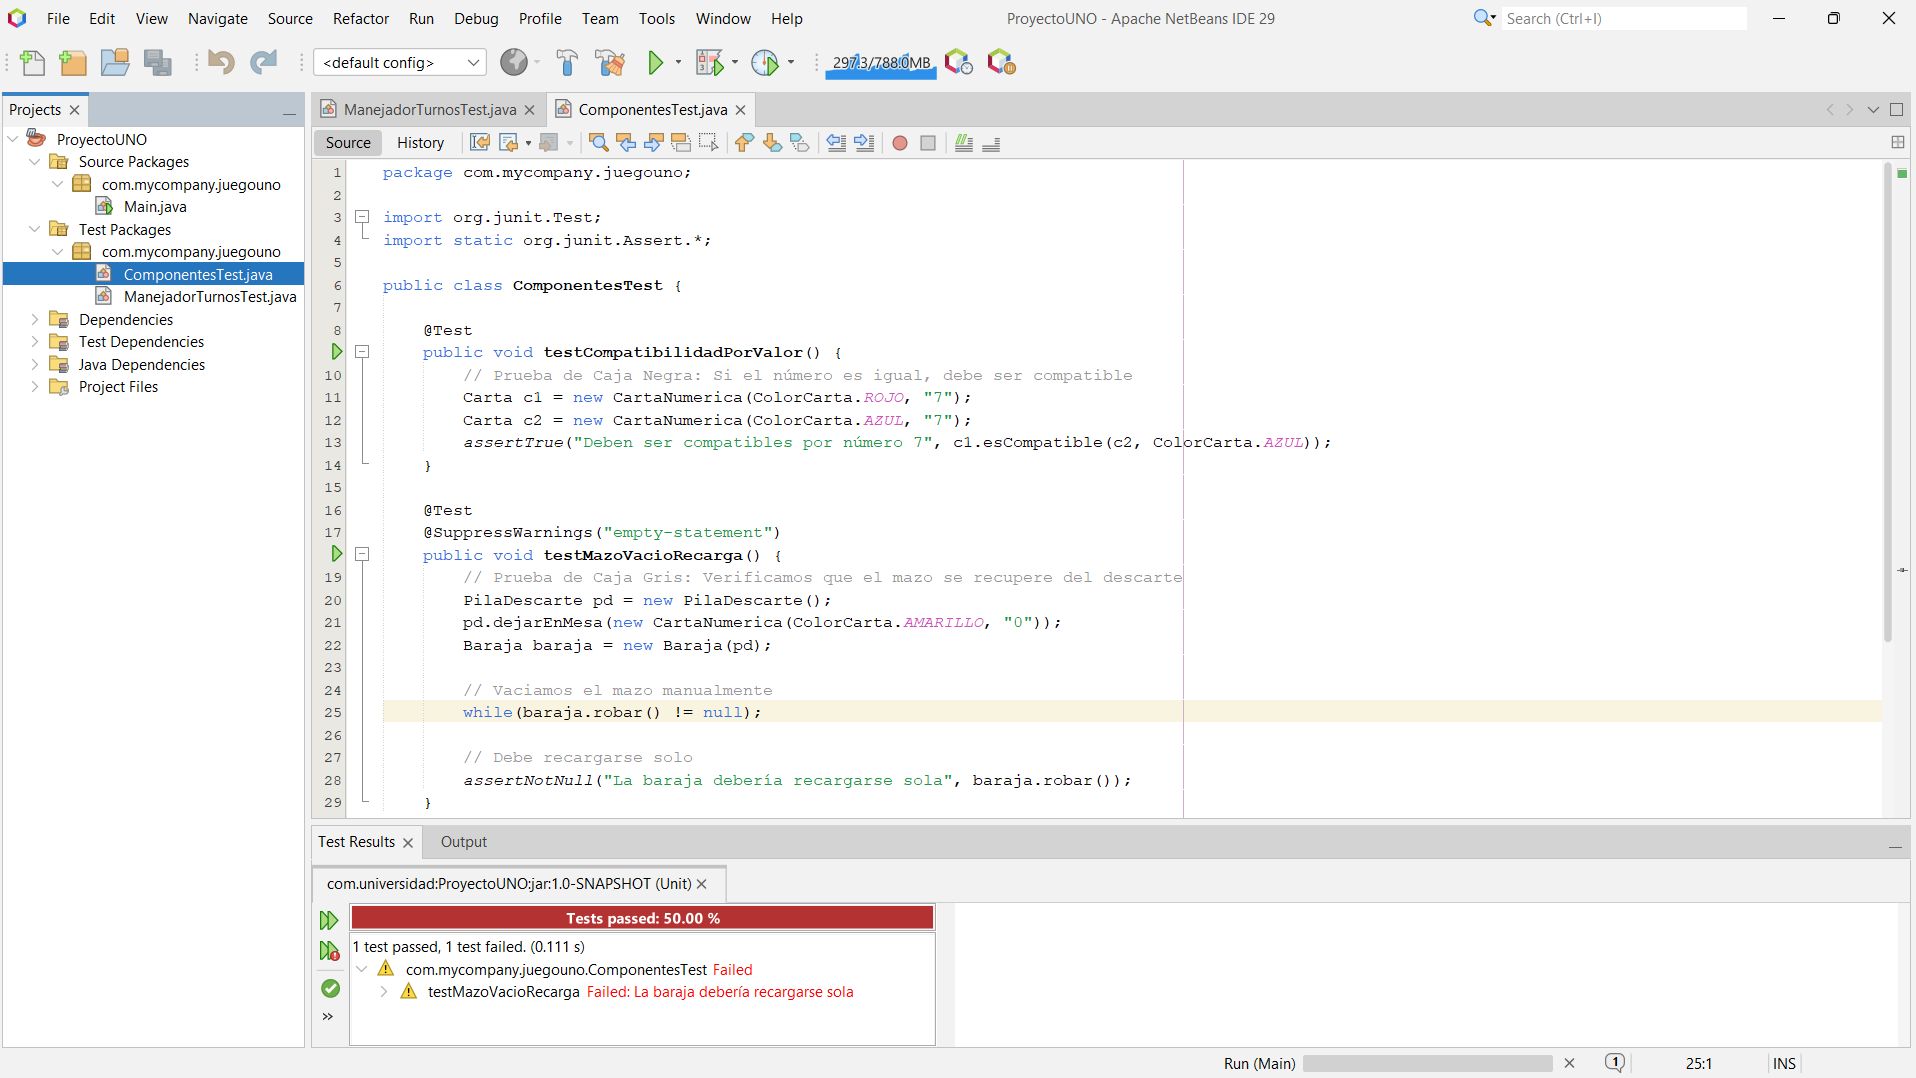 File Edit View Navigate Source Refactor Run Debug Profile Team Tools Window Help
ProyectoUNO - Apache NetBeans IDE 29
Search (Ctrl+I)
<default config>
297.3/788.0MB
Projects
ProyectoUNO
Source Packages
com.mycompany.juegouno
Main.java
Test Packages
com.mycompany.juegouno
ComponentesTest.java
ManejadorTurnosTest.java
Dependencies
Test Dependencies
Java Dependencies
Project Files
ManejadorTurnosTest.java
ComponentesTest.java
Source History
1 package com.mycompany.juegouno;
2
3 import org.junit.Test;
4 import static org.junit.Assert.*;
5
6 public class ComponentesTest {
7
8 @Test
public void testCompatibilidadPorValor() {
10 // Prueba de Caja Negra: Si el número es igual, debe ser compatible
11 Carta c1 = new CartaNumerica(ColorCarta.ROJO, "7");
12 Carta c2 = new CartaNumerica(ColorCarta.AZUL, "7");
13 assertTrue("Deben ser compatibles por número 7", c1.esCompatible(c2, ColorCarta.AZUL));
14 }
15
16 @Test
17 @SuppressWarnings("empty-statement")
public void testMazoVacioRecarga() {
19 // Prueba de Caja Gris: Verificamos que el mazo se recupere del descarte
20 PilaDescarte pd = new PilaDescarte();
21 pd.dejarEnMesa(new CartaNumerica(ColorCarta.AMARILLO, "0"));
22 Baraja baraja = new Baraja(pd);
23
24 // Vaciamos el mazo manualmente
25 while(baraja.robar() != null);
26
27 // Debe recargarse solo
28 assertNotNull("La baraja debería recargarse sola", baraja.robar());
29 }
Test Results
Output
com.universidad:ProyectoUNO:jar:1.0-SNAPSHOT (Unit)
Tests passed: 50.00 %
1 test passed, 1 test failed. (0.111 s)
com.mycompany.juegouno.ComponentesTest Failed
testMazoVacioRecarga Failed: La baraja debería recargarse sola
Run (Main)
1
25:1
INS